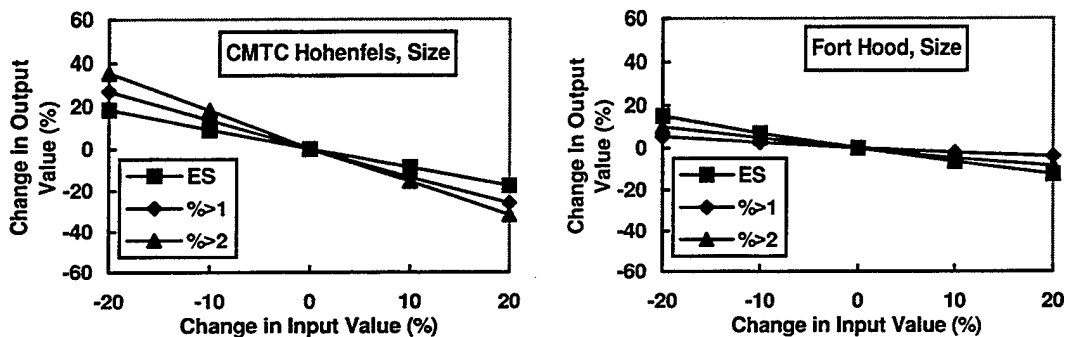 60
40
20
0
-20
-40
-60
Change in Output
Value (%)
CMTC Hohenfels, Size
ES
%>1
%>2
-20 -10 0 10 20
Change in Input Value (%)
60
40
20
0
-20
-40
-60
Change in Output
Value (%)
Fort Hood, Size
ES
%>1
%>2
-20 -10 0 10 20
Change in Input Value (%)